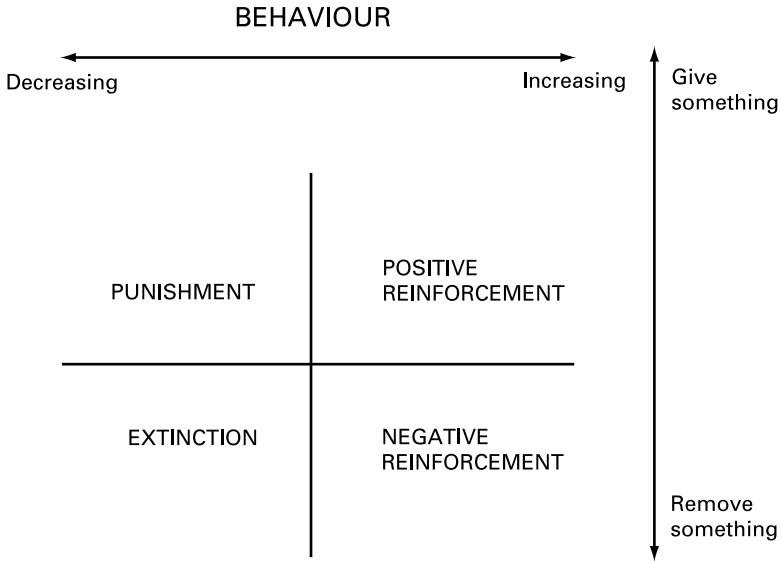 BEHAVIOUR
Decreasing
Increasing
Give
something
PUNISHMENT
POSITIVE
REINFORCEMENT
EXTINCTION
NEGATIVE
REINFORCEMENT
Remove
something